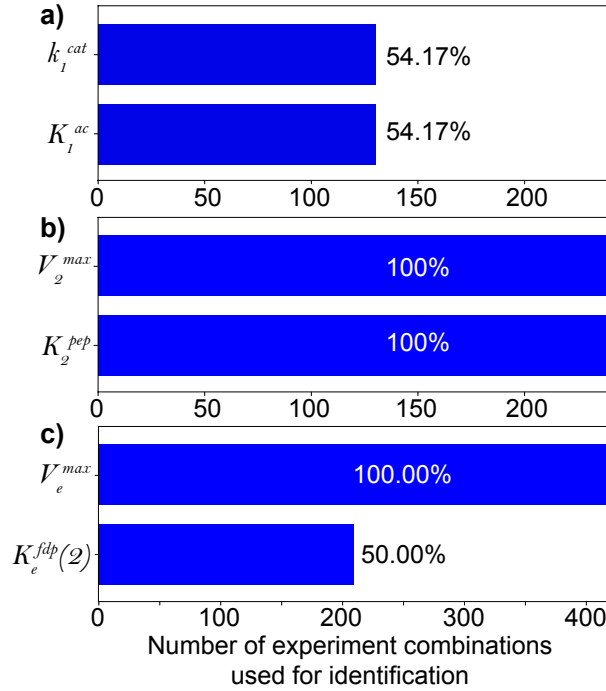 a)
k₁ᶜᵃᵗ 54.17%
K₁ᵃᶜ 54.17%
0 50 100 150 200
b)
V₂ᵐᵃˣ 100%
K₂ᵖᵉᵖ 100%
0 50 100 150 200
c)
Vₑᵐᵃˣ 100.00%
Kₑᶠᵈᵖ(2) 50.00%
0 100 200 300 400
Number of experiment combinations
used for identification